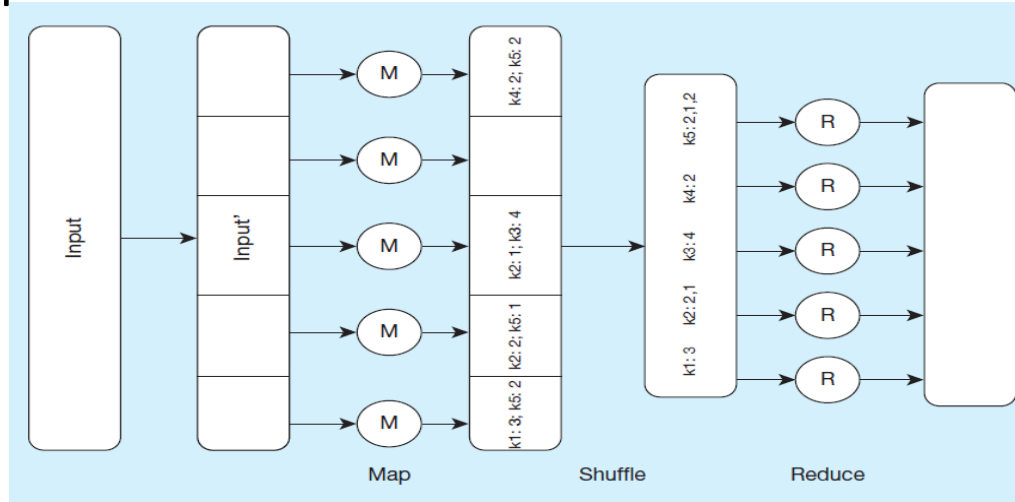 Input
Input'
M
M
M
M
M
k4: 2; k5: 2
k2: 1; k3: 4
k2: 2; k5: 1
k1: 3; k5: 2
k5: 2,1,2
k4: 2
k3: 4
k2: 2,1
k1: 3
R
R
R
R
R
Map
Shuffle
Reduce